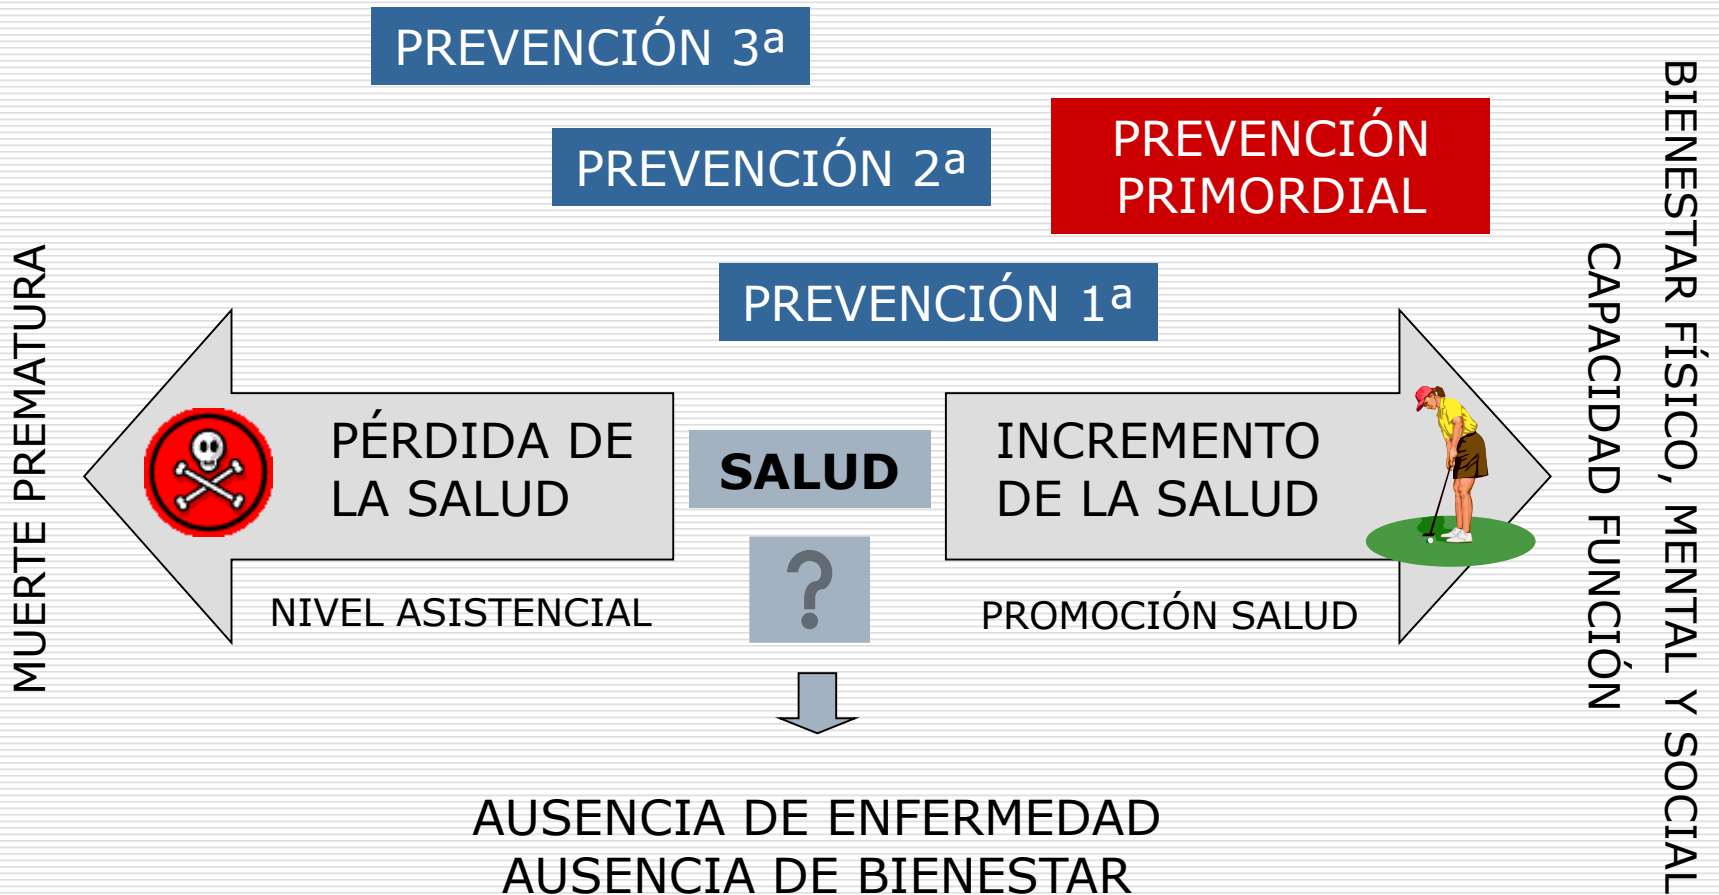 PREVENCIÓN 3ª
PREVENCIÓN 2ª
PREVENCIÓN
PRIMORDIAL
PREVENCIÓN 1ª
MUERTE PREMATURA
PÉRDIDA DE
LA SALUD
SALUD
?
INCREMENTO
DE LA SALUD
NIVEL ASISTENCIAL
PROMOCIÓN SALUD
BIENESTAR FÍSICO, MENTAL Y SOCIAL
CAPACIDAD FUNCIÓN
AUSENCIA DE ENFERMEDAD
AUSENCIA DE BIENESTAR